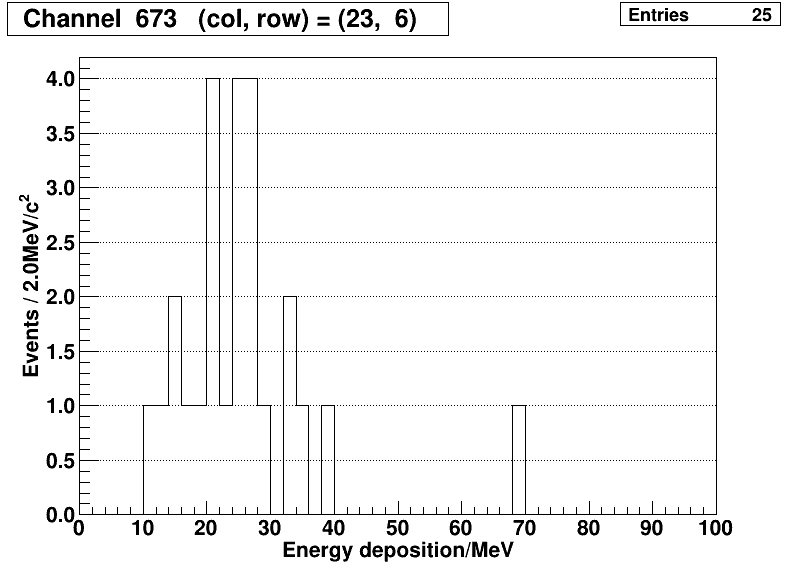 Channel 673 (col, row) = (23, 6)
Entries 25
4.0
3.5
3.0
2.5
2.0
1.5
1.0
0.5
0.0
Events / 2.0MeV/c²
0 10 20 30 40 50 60 70 80 90 100
Energy deposition/MeV